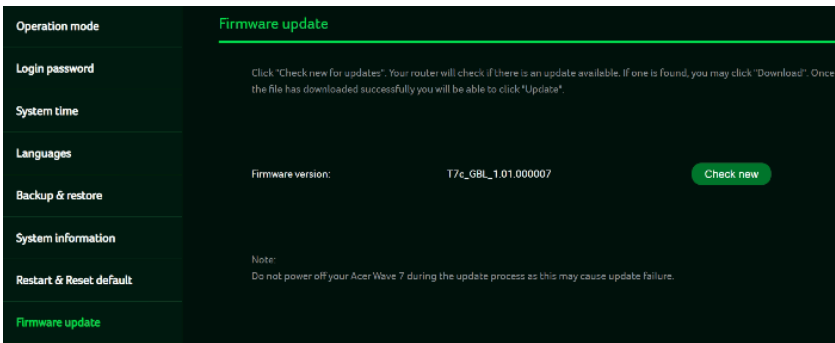 Operation mode
Login password
System time
Languages
Backup & restore
System information
Restart & Reset default
Firmware update
Firmware update
Click "Check new for updates". Your router will check if there is an update available. If one is found, you may click "Download". Once
the file has downloaded successfully you will be able to click "Update".
Firmware version: T7c_GBL_1.01.000007 Check new
Note:
Do not power off your Acer Wave 7 during the update process as this may cause update failure.